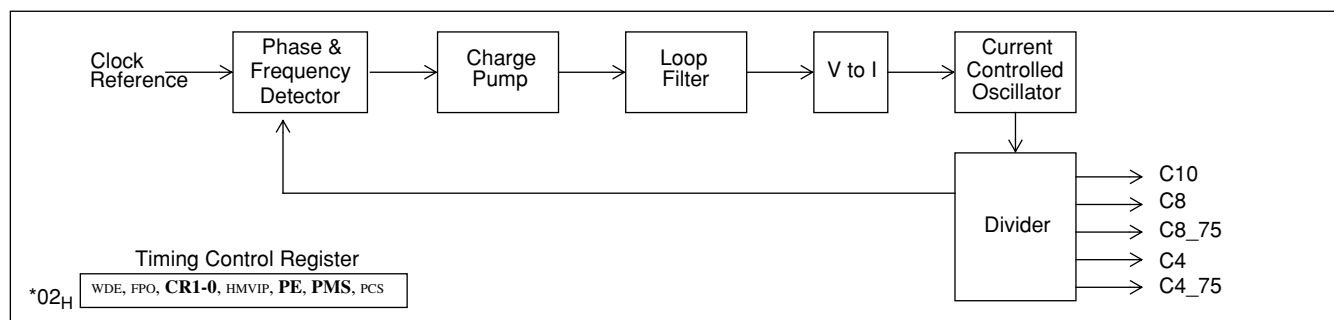 Clock
Reference
Phase &
Frequency
Detector
Charge
Pump
Loop
Filter
V to I
Current
Controlled
Oscillator
Divider
C10
C8
C8_75
C4
C4_75
Timing Control Register
*02H
WDE, FPO, CR1-0, HMVIP, PE, PMS, PCS